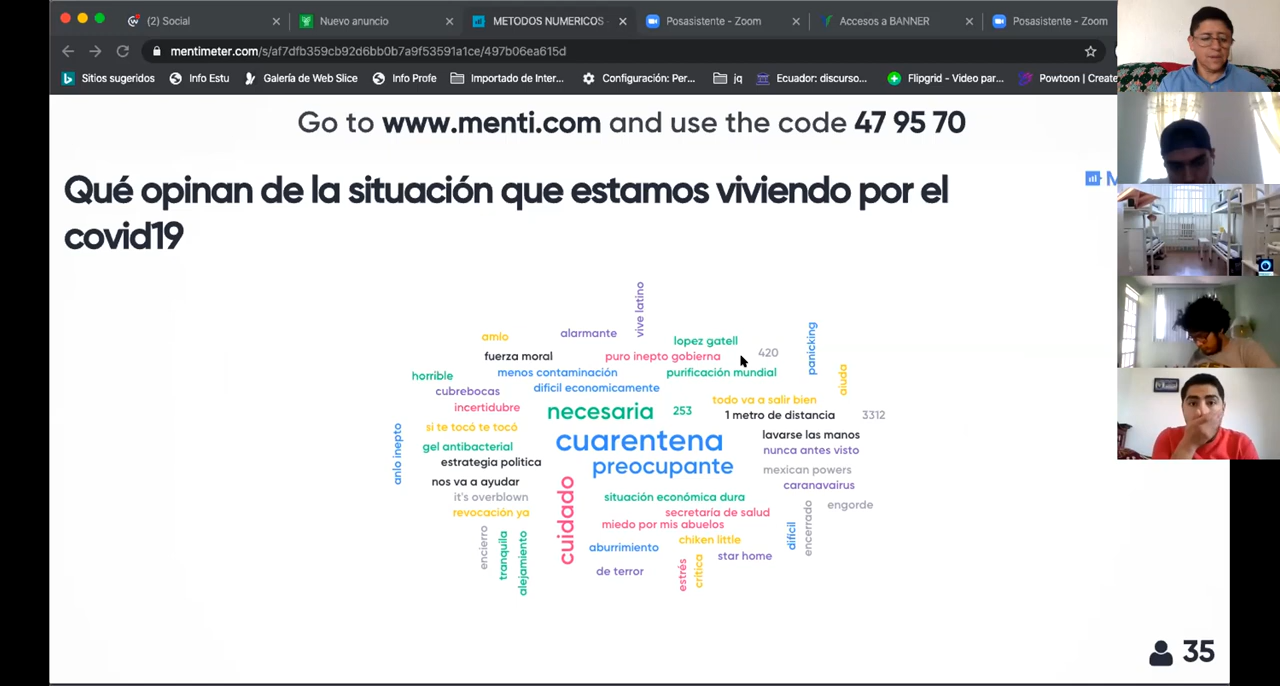 (2) Social
Nuevo anuncio
METODOS NUMERICOS
Posasistente - Zoom
Accesos a BANNER
Posasistente - Zoom
mentimeter.com/s/af7dfb359cb92d6bb0b7a9f53591a1ce/497b06ea615d
Sitios sugeridos
Info Estu
Galería de Web Slice
Info Profe
Importado de Inter...
Configuración: Per...
jq
Ecuador: discurso...
Flipgrid - Video par...
Powtoon | Create
Go to www.menti.com and use the code 47 95 70
Qué opinan de la situación que estamos viviendo por el
covid19
M
vive latino
amlo
alarmante
lopez gatell
panicking
fuerza moral
puro inepto gobierna
420
horrible
menos contaminación
purificación mundial
aiuda
cubrebocas
dificil economicamente
incertidubre
necesaria
253
todo va a salir bien
1 metro de distancia
3312
si te tocó te tocó
anlo inepto
gel antibacterial
cuarentena
lavarse las manos
nunca antes visto
estrategia politica
preocupante
mexican powers
nos va a ayudar
caranavairus
it's overblown
cuidado
situación económica dura
engorde
revocación ya
secretaría de salud
miedo por mis abuelos
difícil
encerrado
encierro
tranquila
alejamiento
aburrimiento
chiken little
star home
de terror
estrés
crítica
35